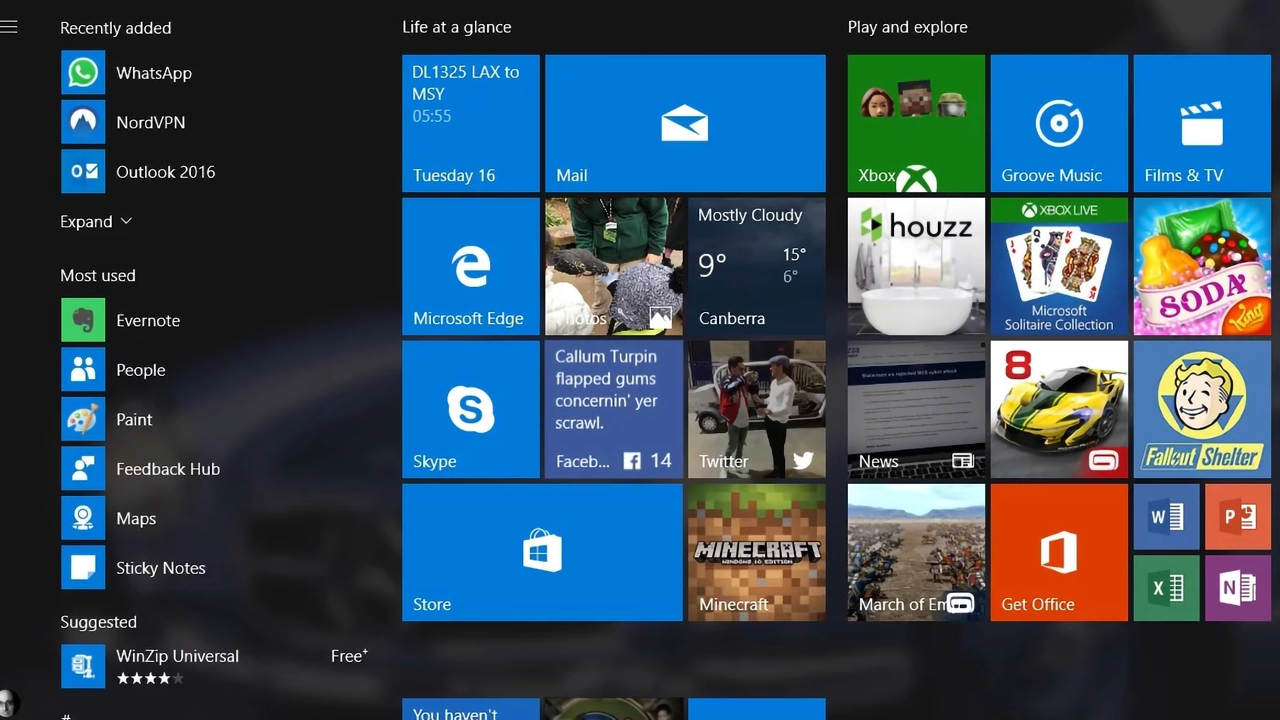 Recently added
WhatsApp
NordVPN
Outlook 2016
Expand
Most used
Evernote
People
Paint
Feedback Hub
Maps
Sticky Notes
Suggested
WinZip Universal
Free+
#
Life at a glance
DL1325 LAX to
MSY
05:55
Tuesday 16
Mail
Microsoft Edge
Photos
Mostly Cloudy
9°
15°
6°
Canberra
Skype
Callum Turpin
flapped gums
concernin' yer
scrawl.
Faceb... 14
Twitter
Store
MINECRAFT
WINDOWS 10 EDITION
Minecraft
You haven't
Play and explore
Xbox
Groove Music
Films & TV
houzz
XBOX LIVE
Microsoft
Solitaire Collection
SODA
King
News
8
Fallout Shelter
March of Em
Get Office
W
P
X
N